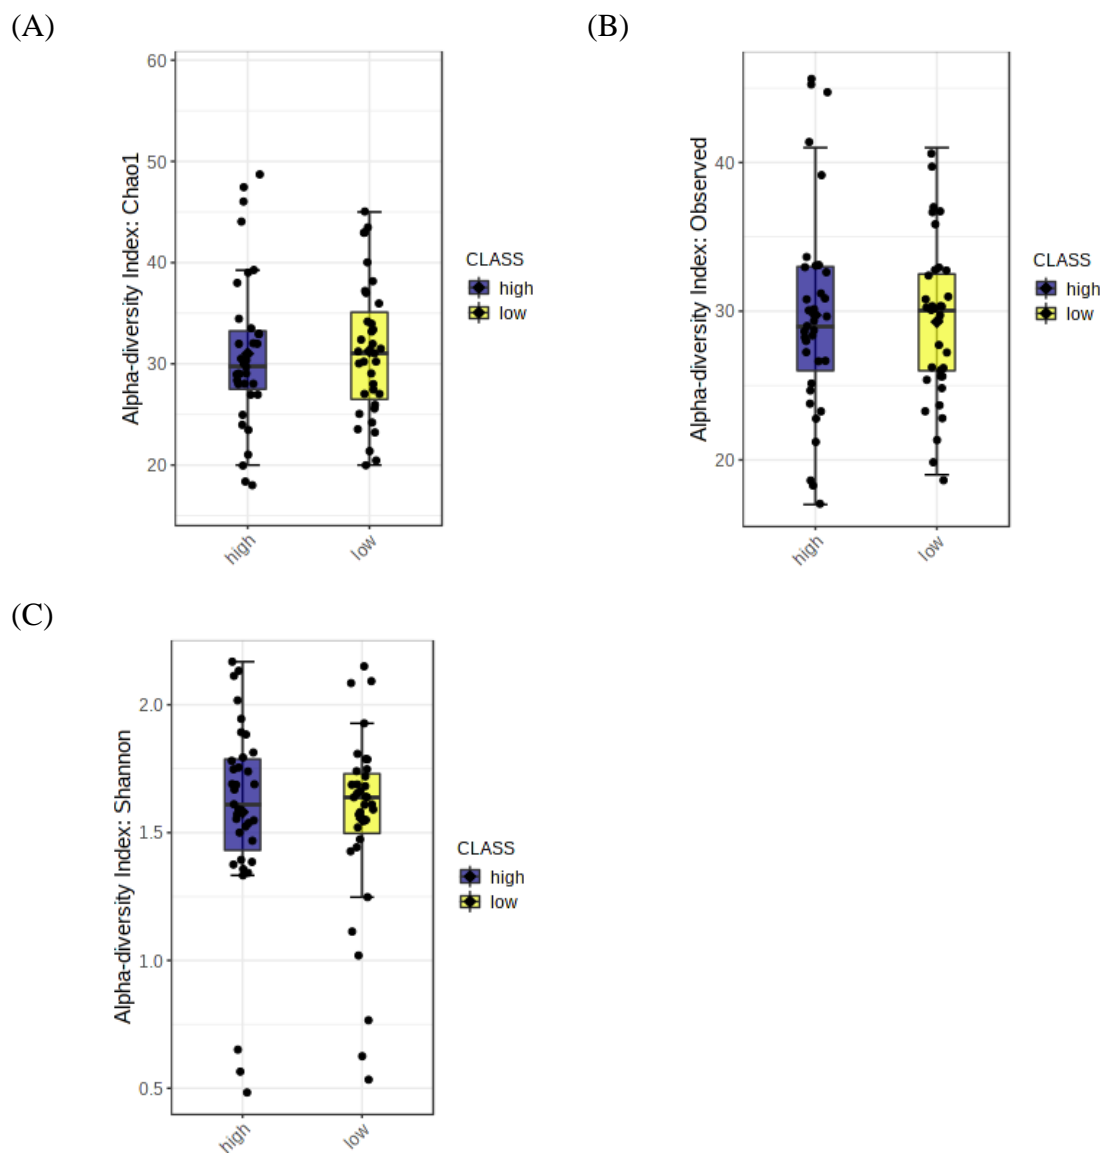 (A)
Alpha-diversity Index: Chao1
60
50
40
30
20
high
low
CLASS
high
low
(B)
Alpha-diversity Index: Observed
40
30
20
high
low
CLASS
high
low
(C)
Alpha-diversity Index: Shannon
2.0
1.5
1.0
0.5
high
low
CLASS
high
low